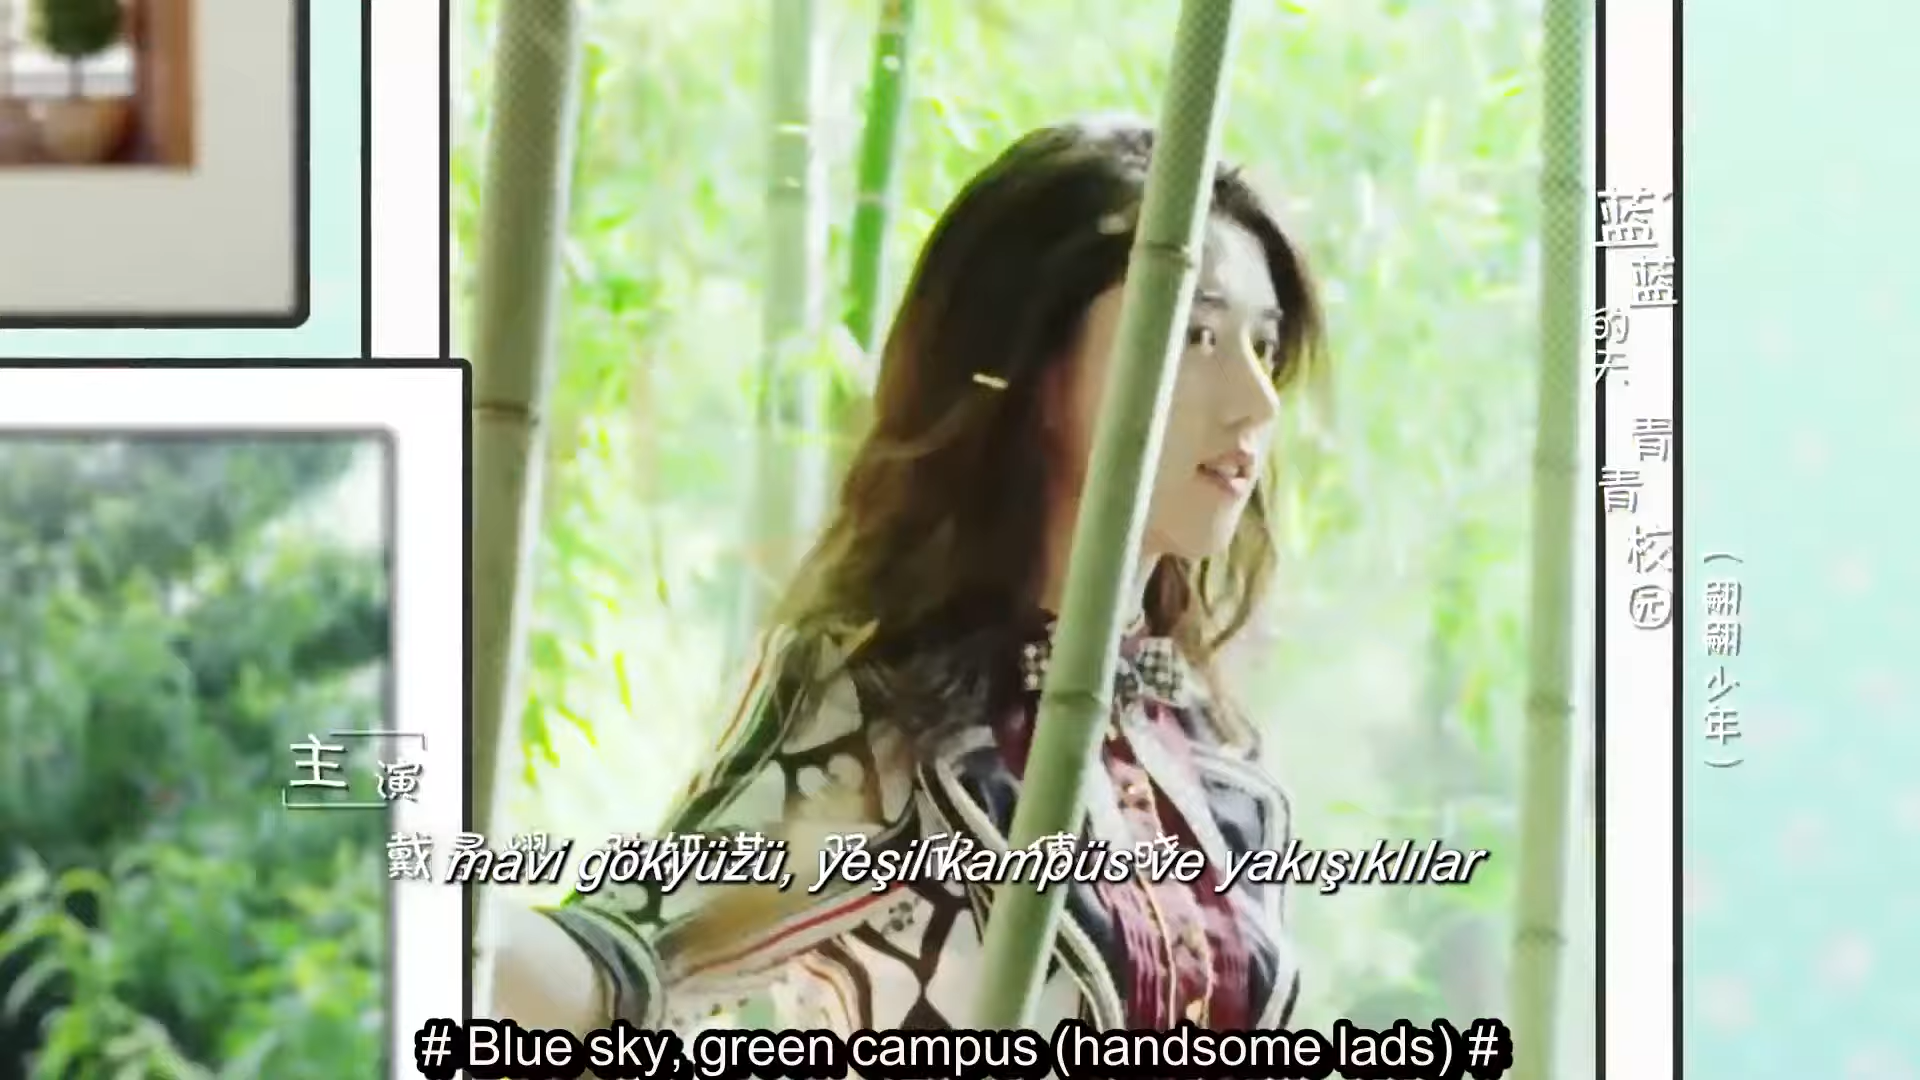 蓝蓝的天 青青校园
(翩翩少年)
主演
mavi gökyüzü, yeşil kampüs ve yakışıklılar
# Blue sky, green campus (handsome lads) #